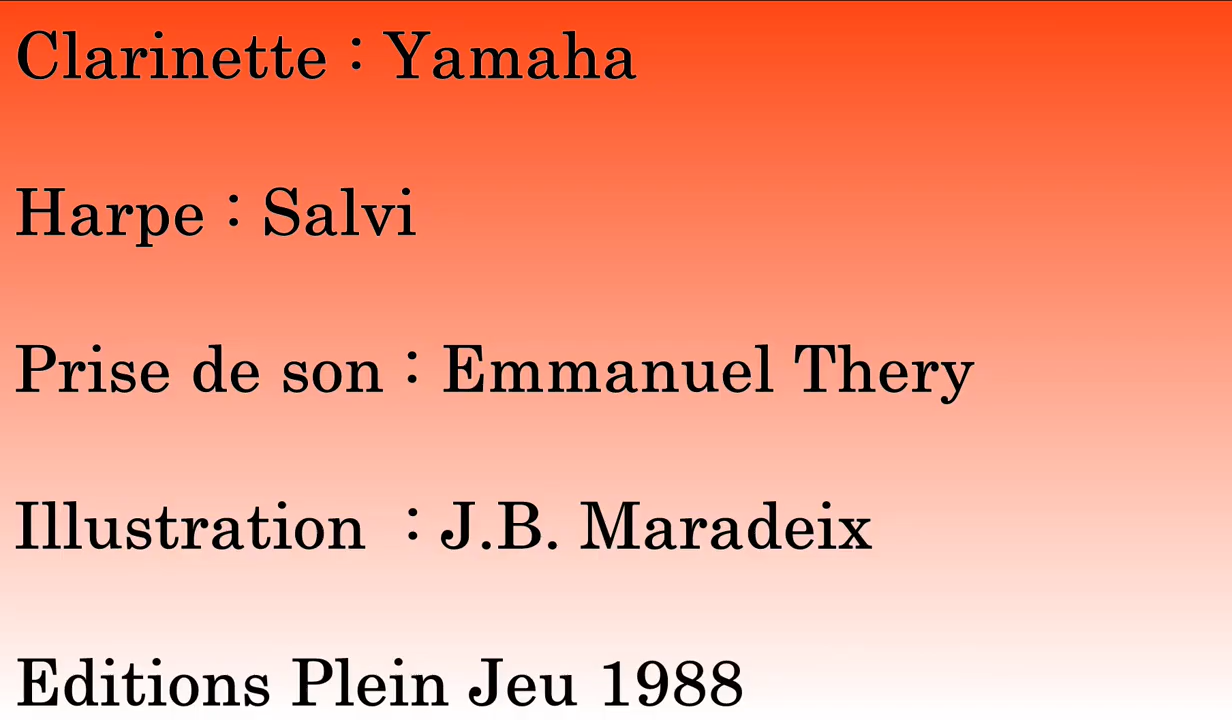 Clarinette : Yamaha
Harpe : Salvi
Prise de son : Emmanuel Thery
Illustration : J.B. Maradeix
Editions Plein Jeu 1988